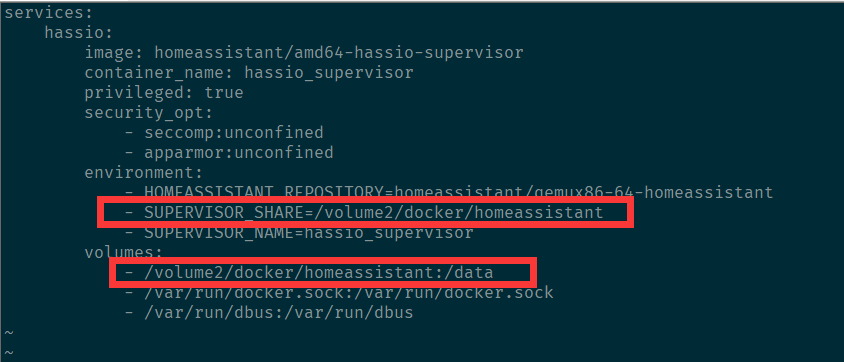 services:
    hassio:
        image: homeassistant/amd64-hassio-supervisor
        container_name: hassio_supervisor
        privileged: true
        security_opt:
            - seccomp:unconfined
            - apparmor:unconfined
        environment:
            - HOMEASSISTANT_REPOSITORY=homeassistant/qemux86-64-homeassistant
            - SUPERVISOR_SHARE=/volume2/docker/homeassistant
            - SUPERVISOR_NAME=hassio_supervisor
        volumes:
            - /volume2/docker/homeassistant:/data
            - /var/run/docker.sock:/var/run/docker.sock
            - /var/run/dbus:/var/run/dbus
~
~